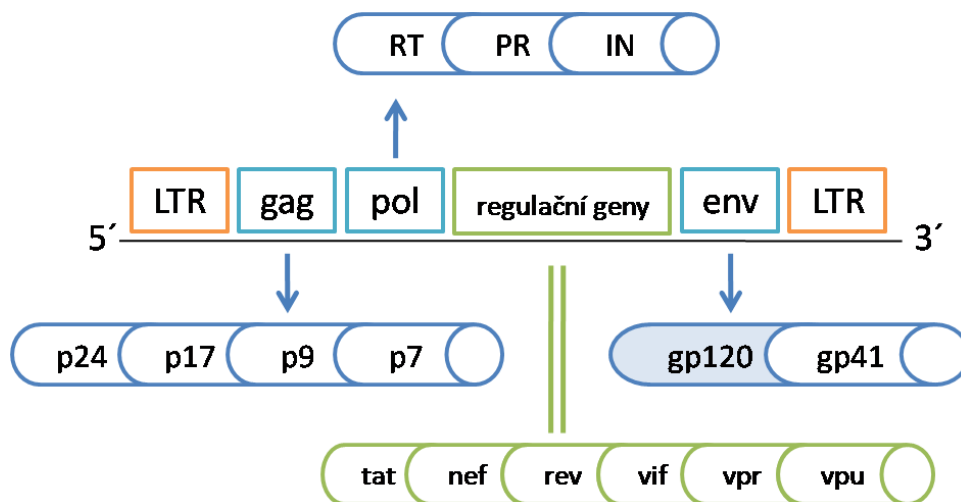 RT PR IN
LTR gag pol regulační geny env LTR
5´ 3´
p24 p17 p9 p7 gp120 gp41
tat nef rev vif vpr vpu